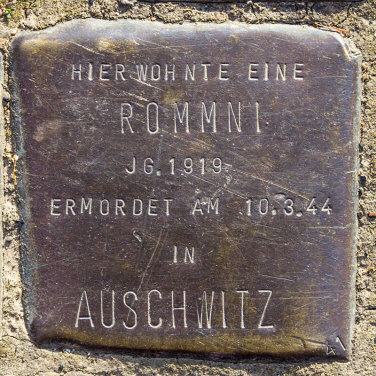 HIER WOHNTE EINE
ROMMNI
JG. 1919
ERMORDET AM 10.3.44
IN
AUSCHWITZ